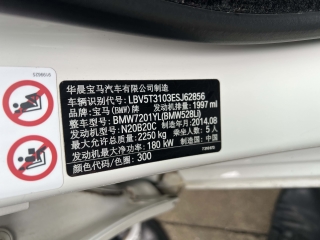 华晨宝马汽车有限公司制造
车辆识别代号: LBV5T3103ESJ62856
品牌: 宝马(BMW)牌 发动机排量: 1997 ml
型号: BMW7201YL(BMW528Li)
发动机型号: N20B20C 制造年月: 2014.08
最大允许总质量: 2250 kg 乘坐人数: 5 人
发动机最大净功率: 180 kW 制造国: 中国
颜色代码/色圈: 300